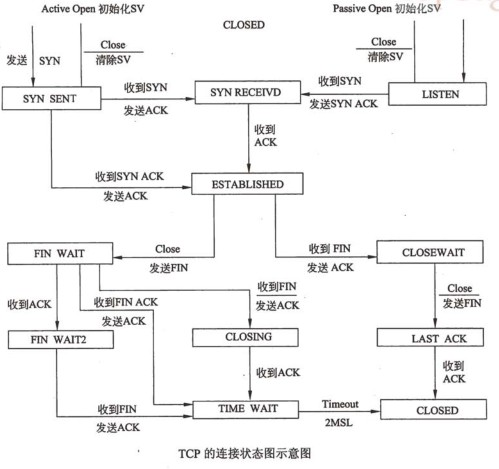 Active Open 初始化SV
CLOSED
Passive Open 初始化SV
发送 SYN
Close
清除SV
Close
清除SV
SYN SENT
收到SYN
发送ACK
SYN RECEIVD
收到SYN
发送SYN ACK
LISTEN
收到
ACK
收到SYN ACK
发送ACK
ESTABLISHED
FIN WAIT
Close
发送FIN
收到 FIN
发送 ACK
CLOSEWAIT
收到ACK
收到FIN ACK
发送ACK
收到FIN
发送ACK
Close
发送FIN
FIN WAIT2
CLOSING
LAST ACK
收到ACK
收到
ACK
收到FIN
发送ACK
TIME WAIT
Timeout
2MSL
CLOSED
TCP 的连接状态图示意图